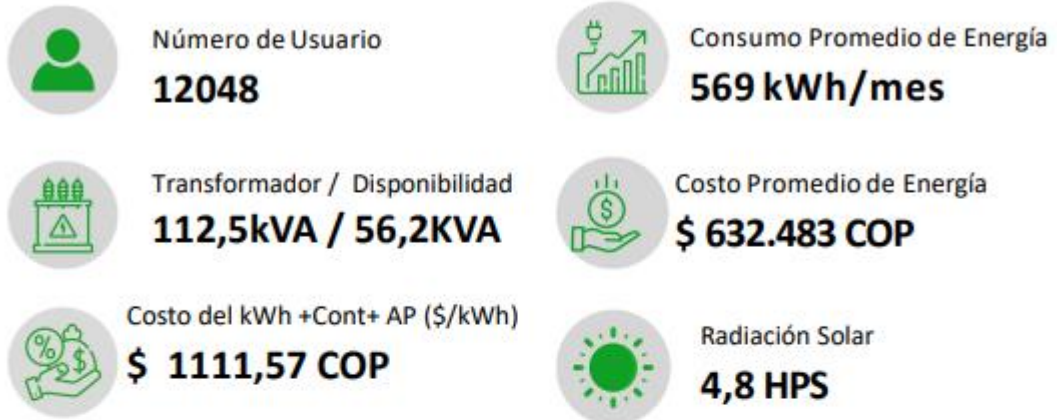 Número de Usuario
12048
Consumo Promedio de Energía
569 kWh/mes
Transformador / Disponibilidad
112,5kVA / 56,2KVA
Costo Promedio de Energía
$ 632.483 COP
Costo del kWh +Cont+ AP ($/kWh)
$ 1111,57 COP
Radiación Solar
4,8 HPS